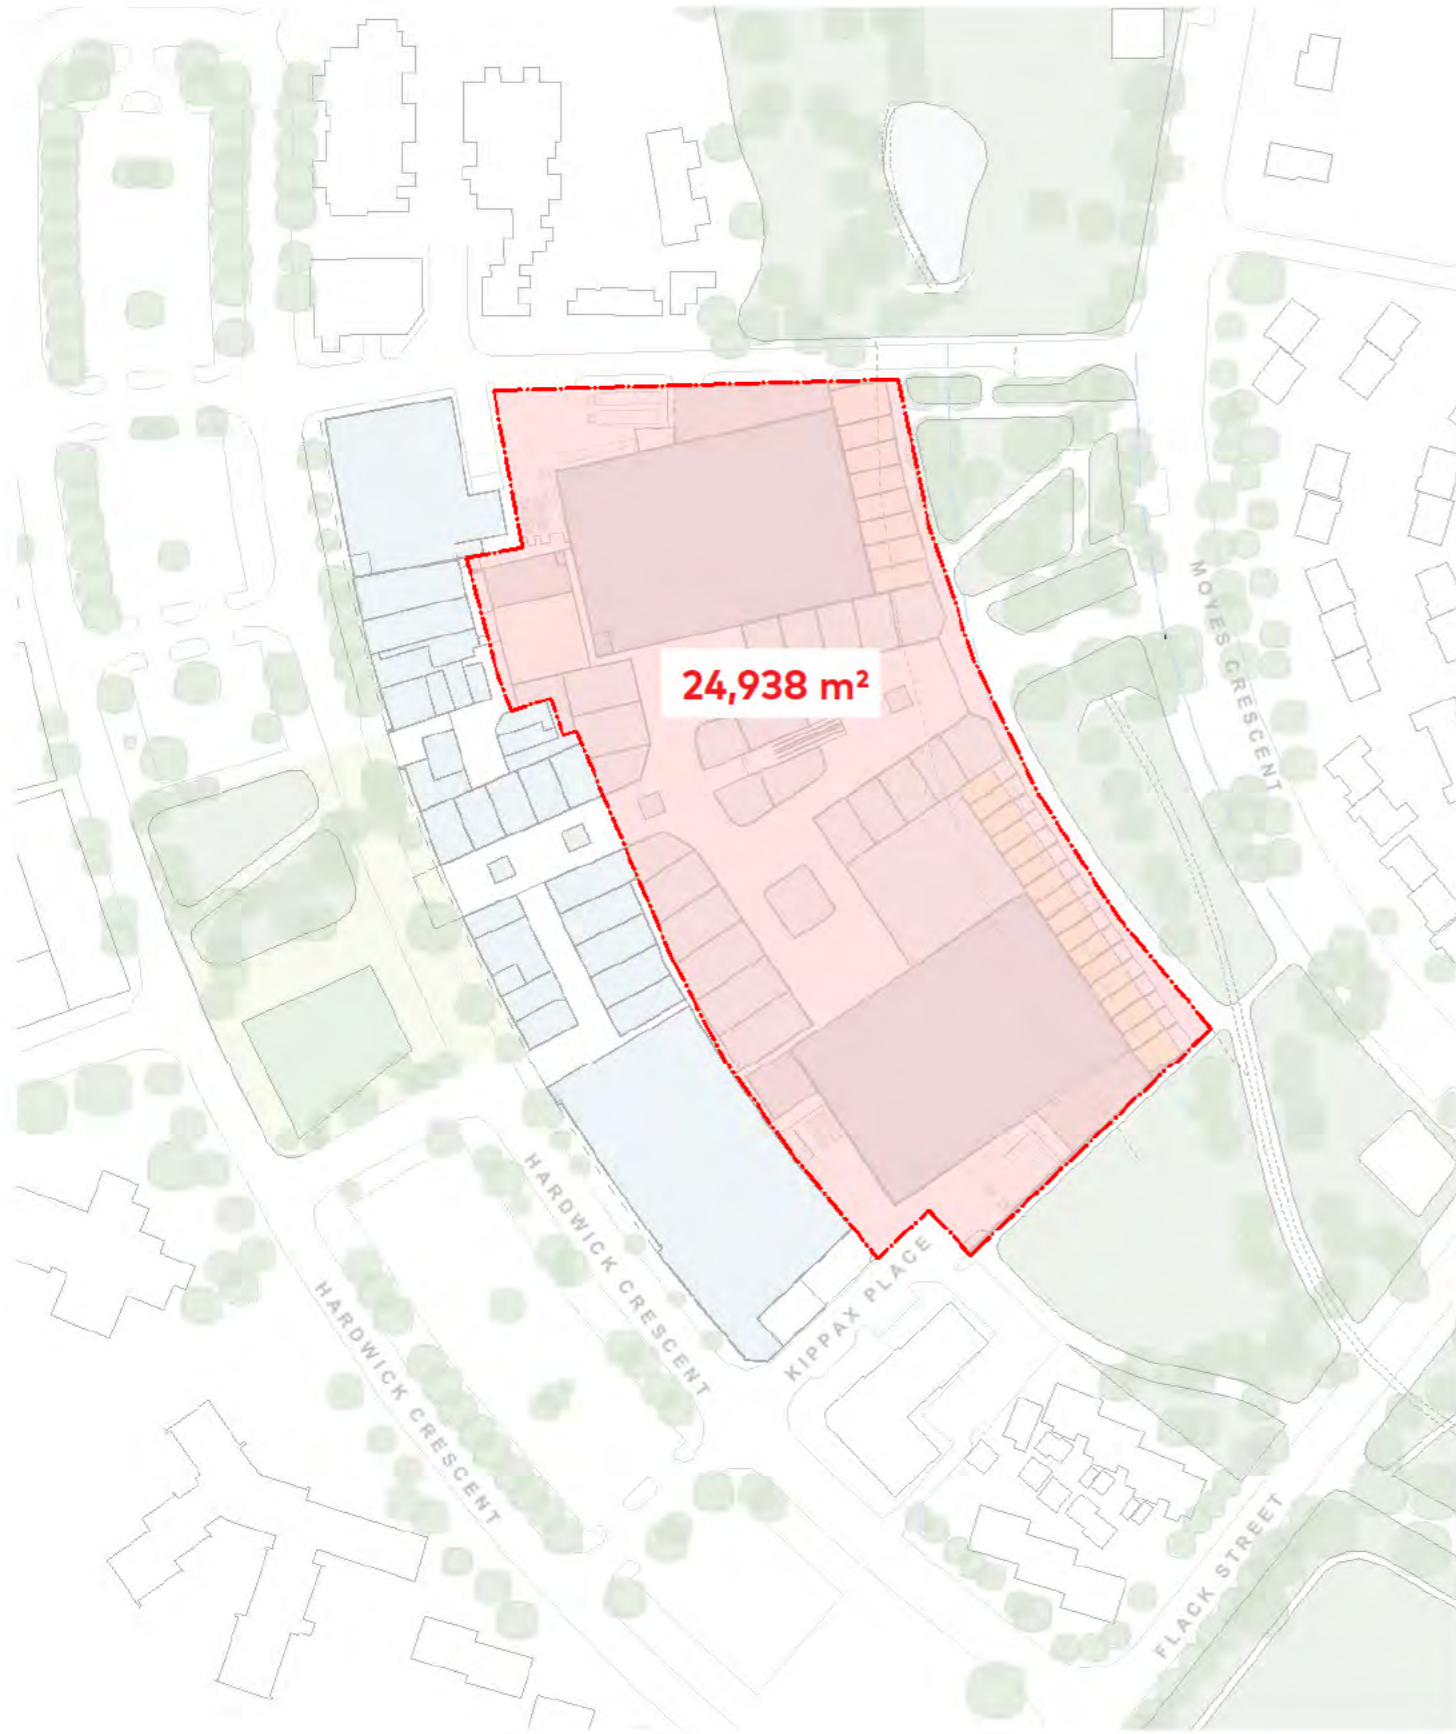 24,938 m²
MOYES CRESCENT
HARDWICK CRESCENT
HARDWICK CRESCENT
KIPPAX PLACE
FLACK STREET